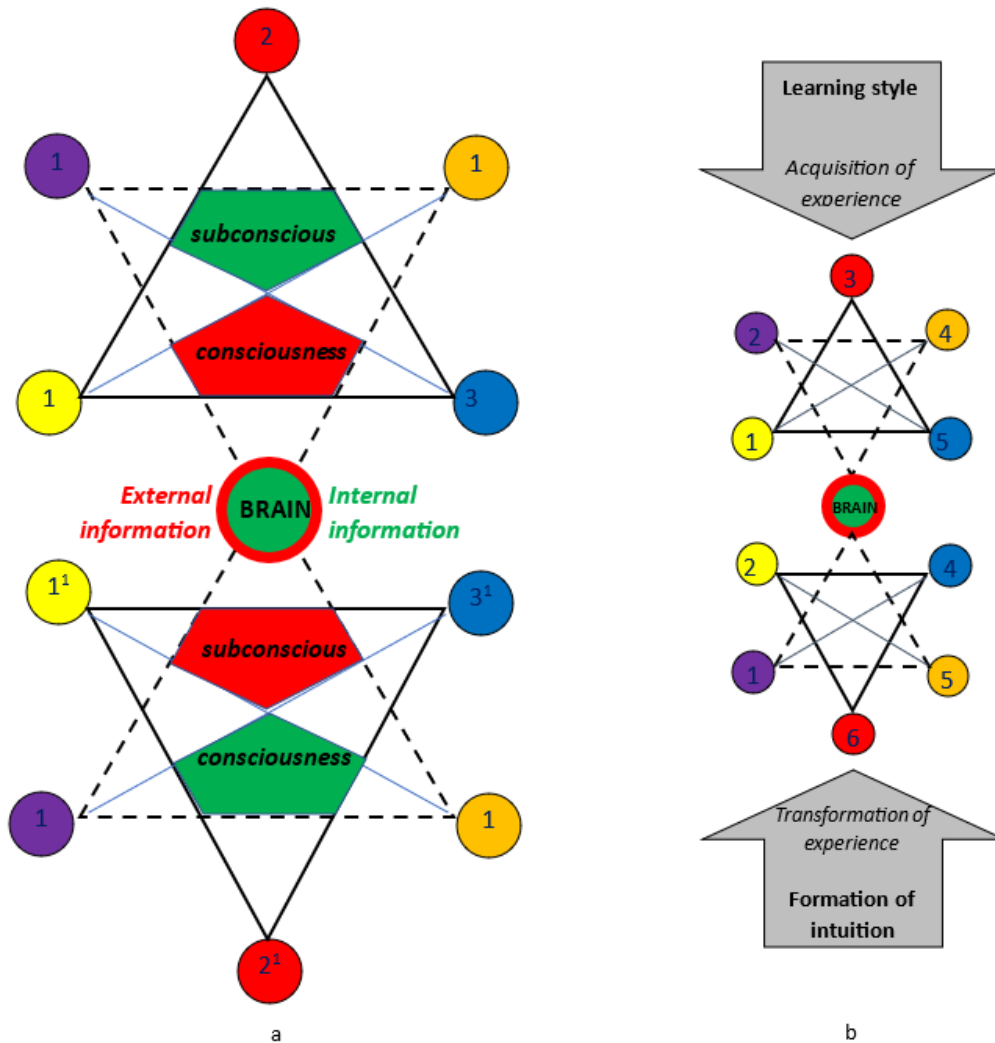 2
1
1
subconscious
consciousness
1
3
External
information
BRAIN
Internal
information
1¹
3¹
subconscious
consciousness
1
1
2¹
a
Learning style
Acquisition of
experience
3
2
4
1
5
BRAIN
2
4
1
5
6
Transformation of
experience
Formation of
intuition
b